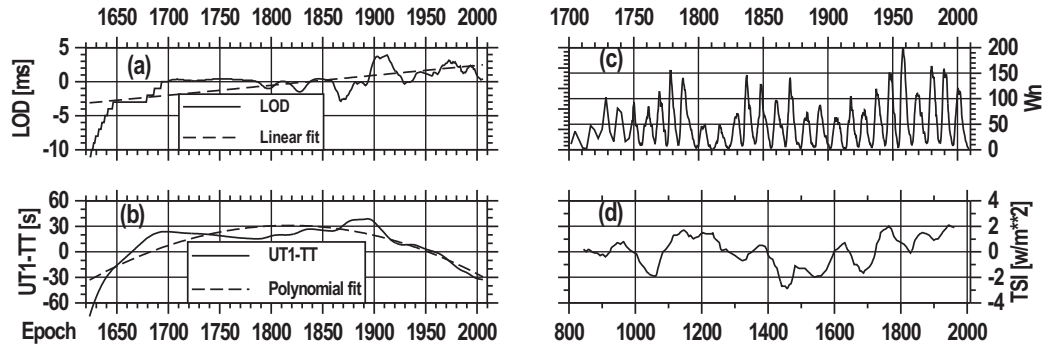 1650 1700 1750 1800 1850 1900 1950 2000
LOD [ms]
5
0
-5
-10
(a)
LOD
Linear fit
1700 1750 1800 1850 1900 1950 2000
(c)
200
150
100
50
0
Wh
UT1-TT [s]
60
30
0
-30
-60
(b)
UT1-TT
Polynomial fit
Epoch 1650 1700 1750 1800 1850 1900 1950 2000
(d)
4
2
0
-2
-4
TSI [w/m**2]
800 1000 1200 1400 1600 1800 2000